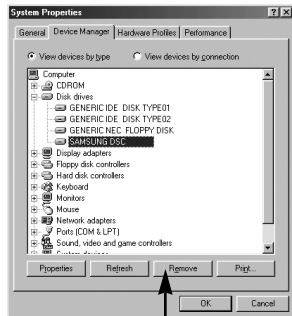 System Properties
General Device Manager Hardware Profiles Performance
View devices by type View devices by connection
Computer
CDROM
Disk drives
GENERIC IDE DISK TYPE01
GENERIC IDE DISK TYPE02
GENERIC NEC FLOPPY DISK
SAMSUNG DSC
Display adapters
Floppy disk controllers
Hard disk controllers
Keyboard
Monitors
Mouse
Network adapters
Ports (COM & LPT)
Sound, video and game controllers
Properties Refresh Remove Print...
OK Cancel